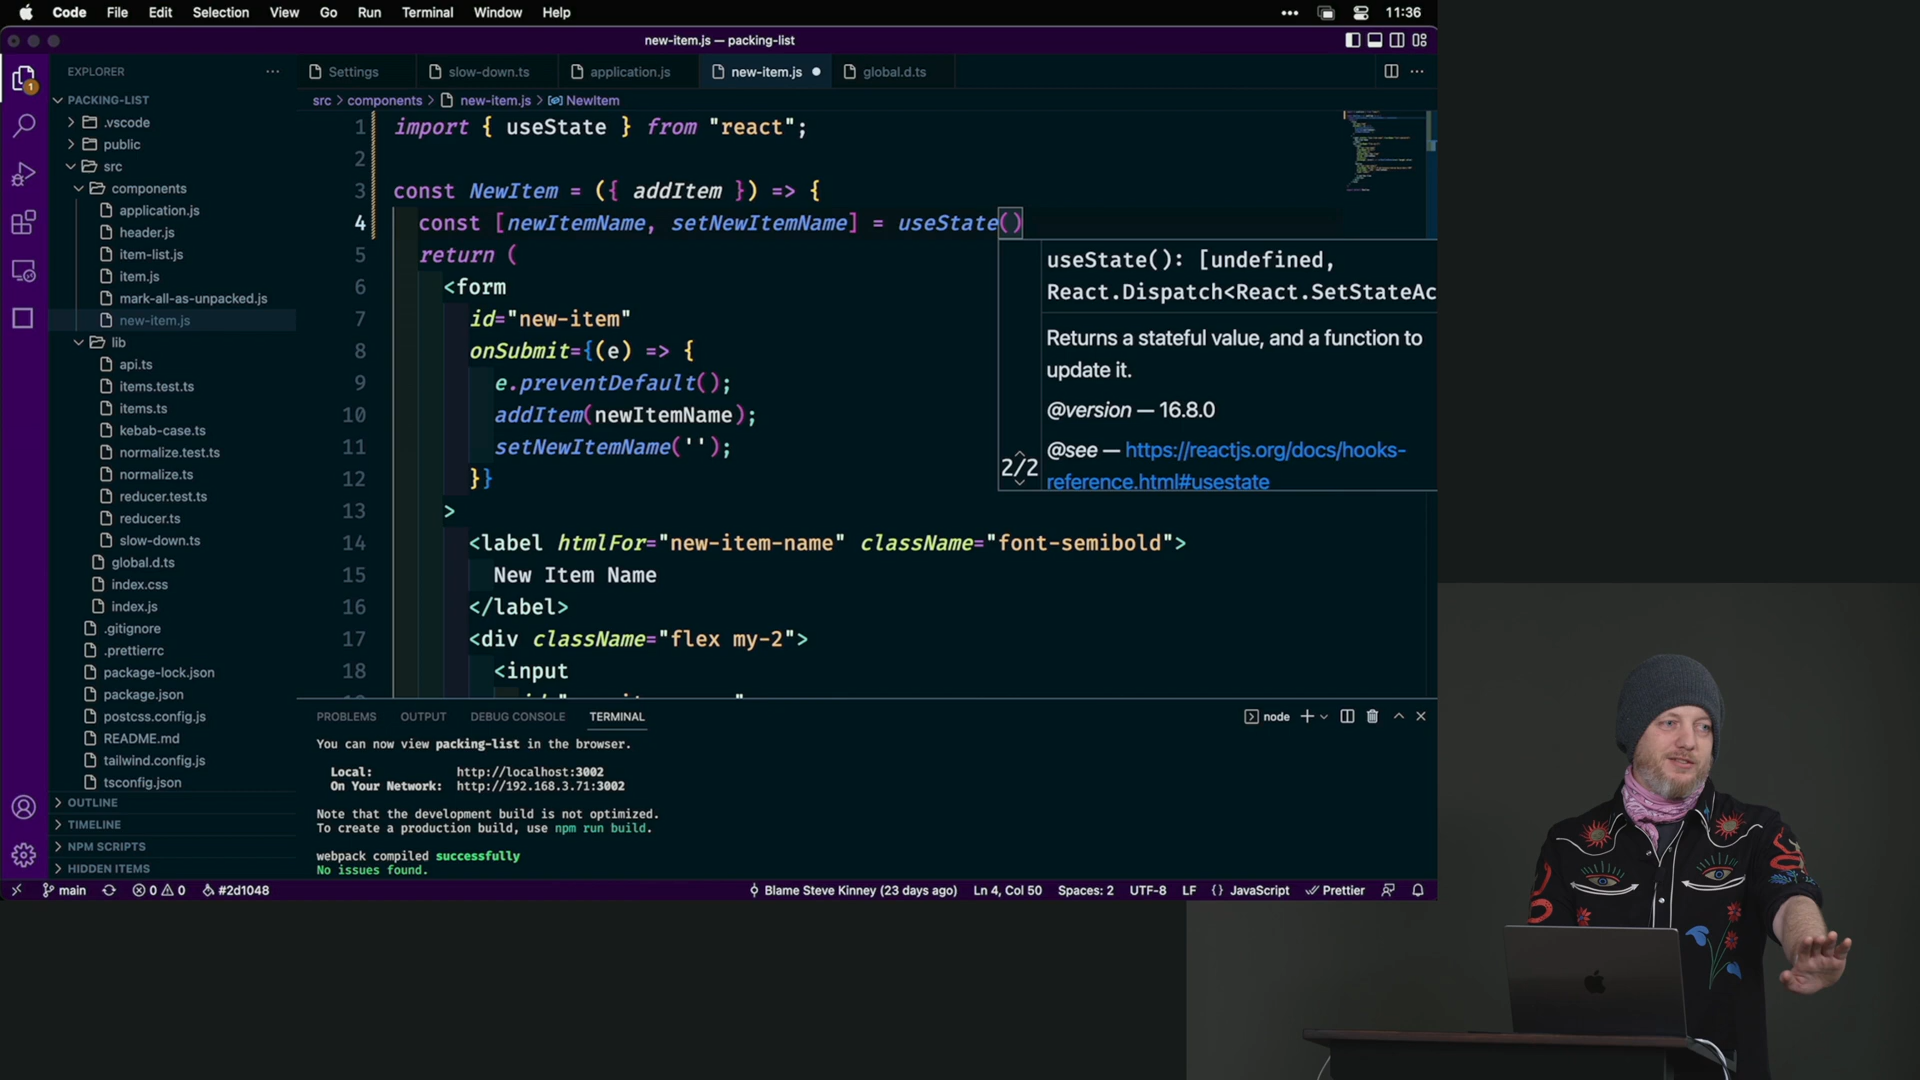 Code File Edit Selection View Go Run Terminal Window Help
11:36
new-item.js — packing-list
EXPLORER
Settings
slow-down.ts
application.js
new-item.js
global.d.ts
src > components > new-item.js > NewItem
1
PACKING-LIST
.vscode
public
src
components
application.js
header.js
item-list.js
item.js
mark-all-as-unpacked.js
new-item.js
lib
api.ts
items.test.ts
items.ts
kebab-case.ts
normalize.test.ts
normalize.ts
reducer.test.ts
reducer.ts
slow-down.ts
global.d.ts
index.css
index.js
.gitignore
.prettierrc
package-lock.json
package.json
postcss.config.js
README.md
tailwind.config.js
tsconfig.json
OUTLINE
TIMELINE
NPM SCRIPTS
HIDDEN ITEMS
1 import { useState } from "react";
2
3 const NewItem = ({ addItem }) => {
4 const [newItemName, setNewItemName] = useState()
5 return (
6 <form
7 id="new-item"
8 onSubmit={(e) => {
9 e.preventDefault();
10 addItem(newItemName);
11 setNewItemName('');
12 }}
13 >
14 <label htmlFor="new-item-name" className="font-semibold">
15 New Item Name
16 </label>
17 <div className="flex my-2">
18 <input
useState(): [undefined,
React.Dispatch<React.SetStateAc
Returns a stateful value, and a function to
update it.
@version — 16.8.0
@see — https://reactjs.org/docs/hooks-
reference.html#usestate
2/2
PROBLEMS OUTPUT DEBUG CONSOLE TERMINAL
node
You can now view packing-list in the browser.
Local: http://localhost:3002
On Your Network: http://192.168.3.71:3002
Note that the development build is not optimized.
To create a production build, use npm run build.
webpack compiled successfully
No issues found.
main
0 0
#2d1048
Blame Steve Kinney (23 days ago)
Ln 4, Col 50
Spaces: 2
UTF-8
LF
{} JavaScript
Prettier